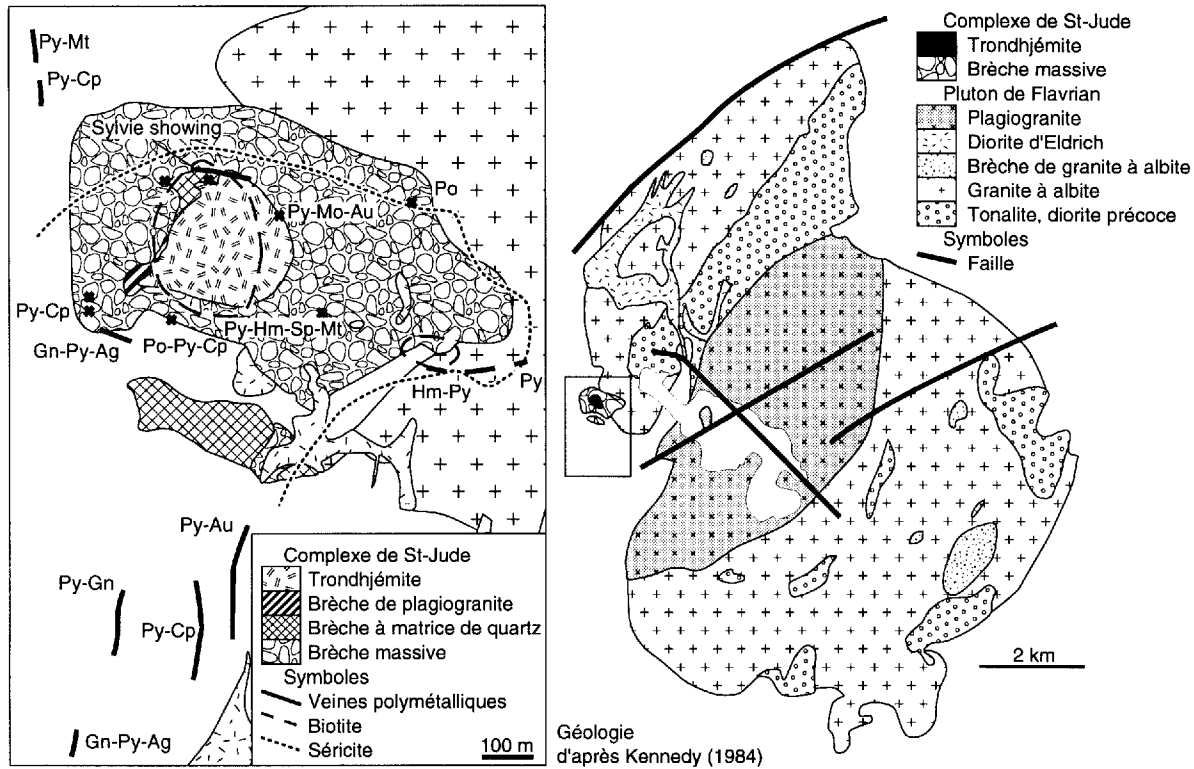 Py-Mt
Py-Cp
Sylvie showing
Po
Py-Mo-Au
Py-Cp
Py-Hm-Sp-Mt
Gn-Py-Ag
Po-Py-Cp
Hm-Py
Py
Py-Au
Py-Gn
Py-Cp
Gn-Py-Ag
Complexe de St-Jude
Trondhjémite
Brèche de plagiogranite
Brèche à matrice de quartz
Brèche massive
Symboles
Veines polymétalliques
Biotite
Séricite
100 m
Complexe de St-Jude
Trondhjémite
Brèche massive
Pluton de Flavrian
Plagiogranite
Diorite d'Eldrich
Brèche de granite à albite
Granite à albite
Tonalite, diorite précoce
Symboles
Faille
2 km
Géologie
d'après Kennedy (1984)